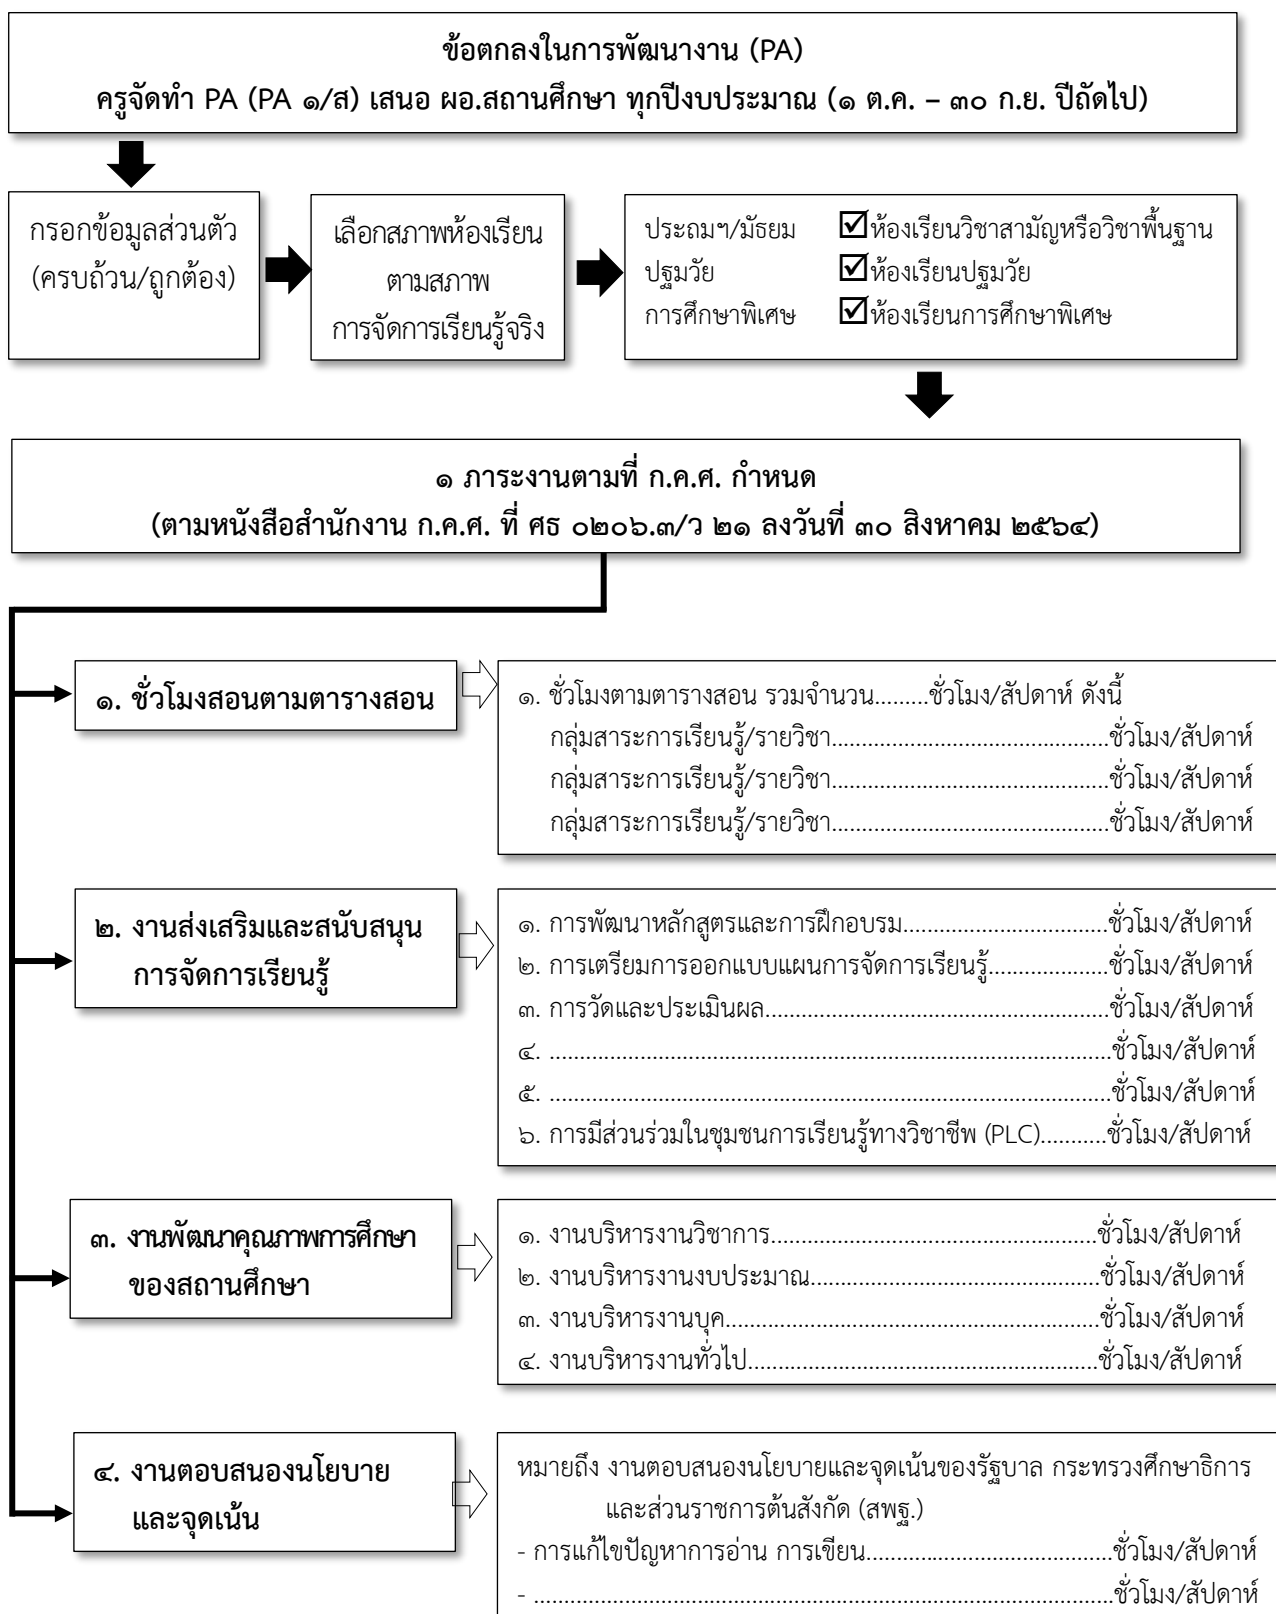 ข้อตกลงในการพัฒนางาน (PA)
ครูจัดทำ PA (PA ๑/ส) เสนอ ผอ.สถานศึกษา ทุกปีงบประมาณ (๑ ต.ค. – ๓๐ ก.ย. ปีถัดไป)
กรอกข้อมูลส่วนตัว
(ครบถ้วน/ถูกต้อง)
เลือกสภาพห้องเรียน
ตามสภาพ
การจัดการเรียนรู้จริง
ประถมฯ/มัธยม ☑ห้องเรียนวิชาสามัญหรือวิชาพื้นฐาน
ปฐมวัย ☑ห้องเรียนปฐมวัย
การศึกษาพิเศษ ☑ห้องเรียนการศึกษาพิเศษ
๑ ภาระงานตามที่ ก.ค.ศ. กำหนด
(ตามหนังสือสำนักงาน ก.ค.ศ. ที่ ศธ ๐๒๐๖.๓/ว ๒๑ ลงวันที่ ๓๐ สิงหาคม ๒๕๖๔)
๑. ชั่วโมงสอนตามตารางสอน
๑. ชั่วโมงตามตารางสอน รวมจำนวน.........ชั่วโมง/สัปดาห์ ดังนี้
กลุ่มสาระการเรียนรู้/รายวิชา.......................................ชั่วโมง/สัปดาห์
กลุ่มสาระการเรียนรู้/รายวิชา.......................................ชั่วโมง/สัปดาห์
กลุ่มสาระการเรียนรู้/รายวิชา.......................................ชั่วโมง/สัปดาห์
๒. งานส่งเสริมและสนับสนุน
การจัดการเรียนรู้
๑. การพัฒนาหลักสูตรและการฝึกอบรม.............................ชั่วโมง/สัปดาห์
๒. การเตรียมการออกแบบแผนการจัดการเรียนรู้.................ชั่วโมง/สัปดาห์
๓. การวัดและประเมินผล.................................................ชั่วโมง/สัปดาห์
๔. ................................................................................ชั่วโมง/สัปดาห์
๕. ................................................................................ชั่วโมง/สัปดาห์
๖. การมีส่วนร่วมในชุมชนการเรียนรู้ทางวิชาชีพ (PLC)...........ชั่วโมง/สัปดาห์
๓. งานพัฒนาคุณภาพการศึกษา
ของสถานศึกษา
๑. งานบริหารงานวิชาการ..............................................ชั่วโมง/สัปดาห์
๒. งานบริหารงานงบประมาณ.........................................ชั่วโมง/สัปดาห์
๓. งานบริหารงานบุค.....................................................ชั่วโมง/สัปดาห์
๔. งานบริหารงานทั่วไป..................................................ชั่วโมง/สัปดาห์
๔. งานตอบสนองนโยบาย
และจุดเน้น
หมายถึง งานตอบสนองนโยบายและจุดเน้นของรัฐบาล กระทรวงศึกษาธิการ
และส่วนราชการต้นสังกัด (สพฐ.)
- การแก้ไขปัญหาการอ่าน การเขียน...................................ชั่วโมง/สัปดาห์
- ..................................................................................ชั่วโมง/สัปดาห์